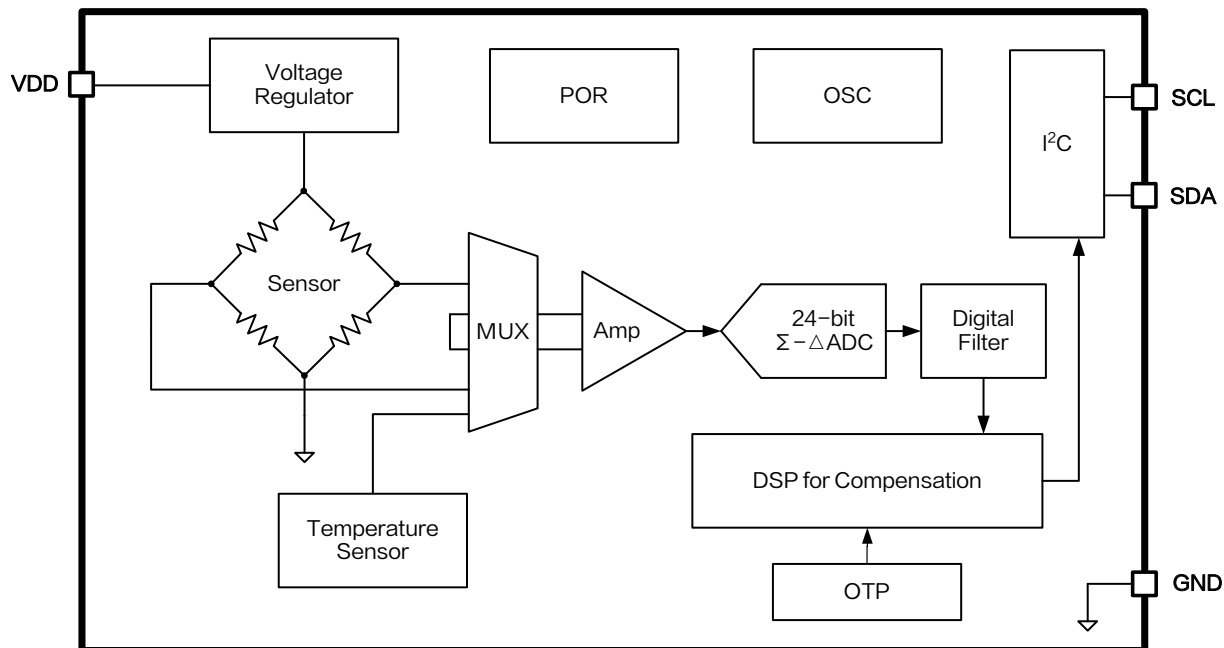 VDD
Voltage
Regulator
POR
OSC
I²C
SCL
SDA
Sensor
MUX
Amp
24-bit
Σ-△ADC
Digital
Filter
DSP for Compensation
Temperature
Sensor
OTP
GND